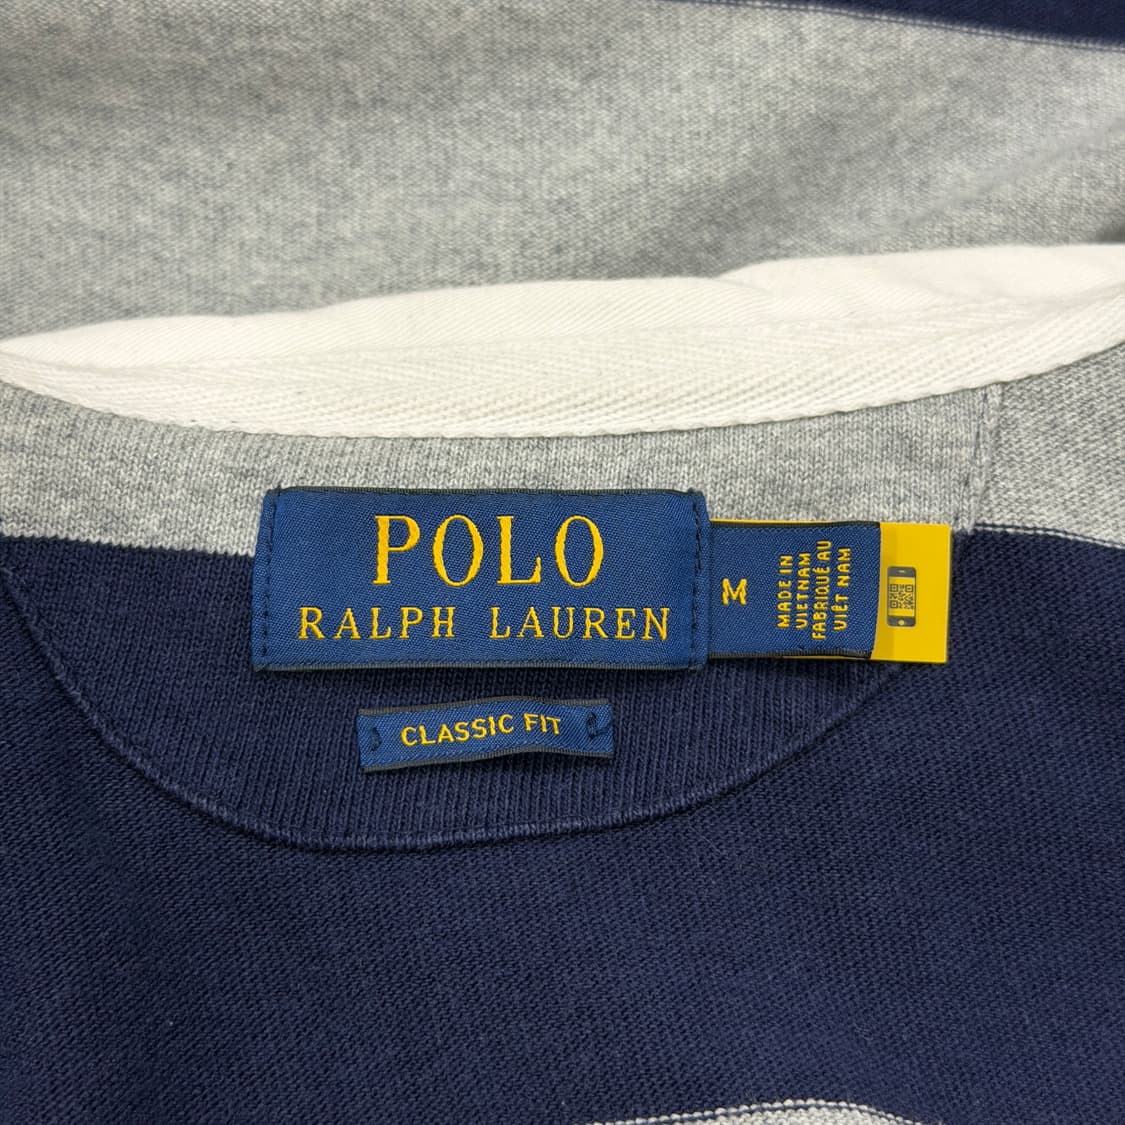 POLO
RALPH LAUREN
M
MADE IN
VIETNAM
FABRIQUÉ AU
VIÊT NAM
CLASSIC FIT